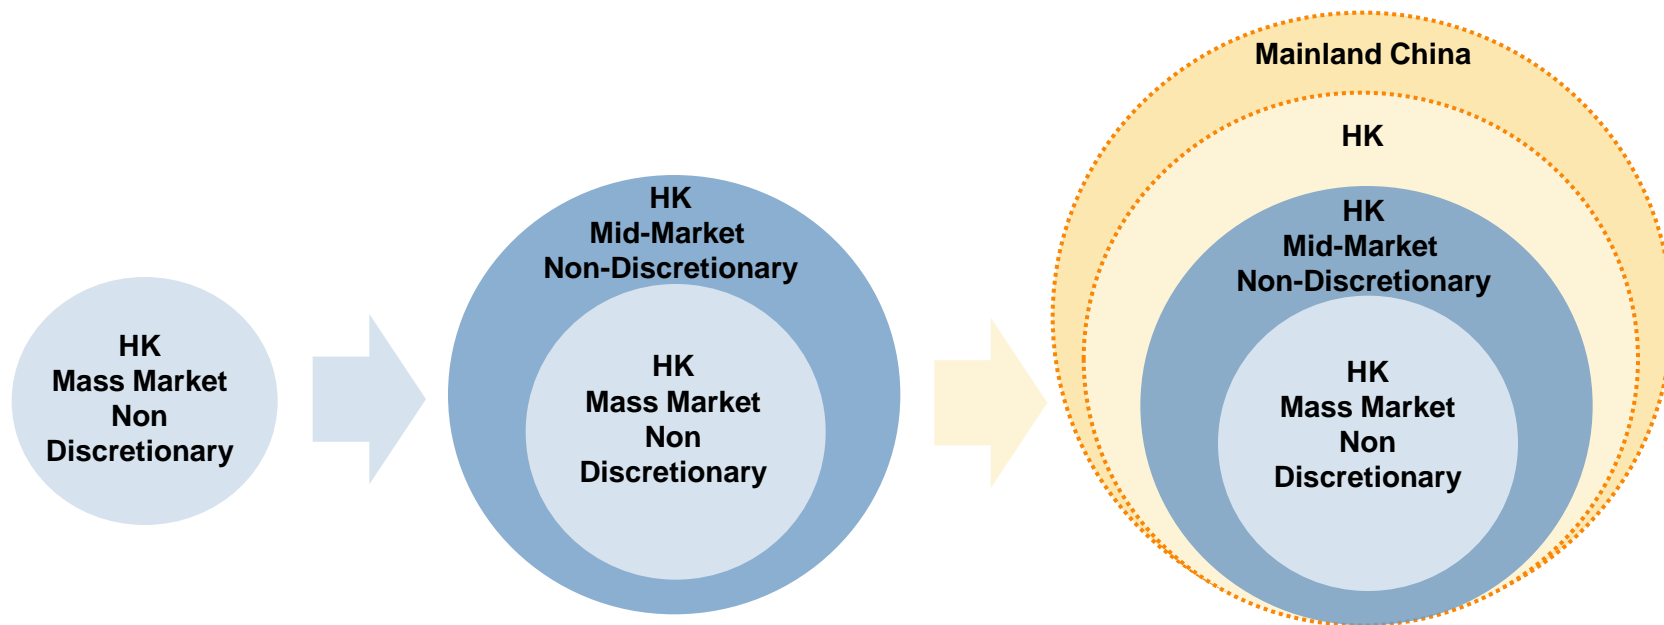 HK
Mass Market
Non
Discretionary
HK
Mid-Market
Non-Discretionary
HK
Mass Market
Non
Discretionary
Mainland China
HK
HK
Mid-Market
Non-Discretionary
HK
Mass Market
Non
Discretionary